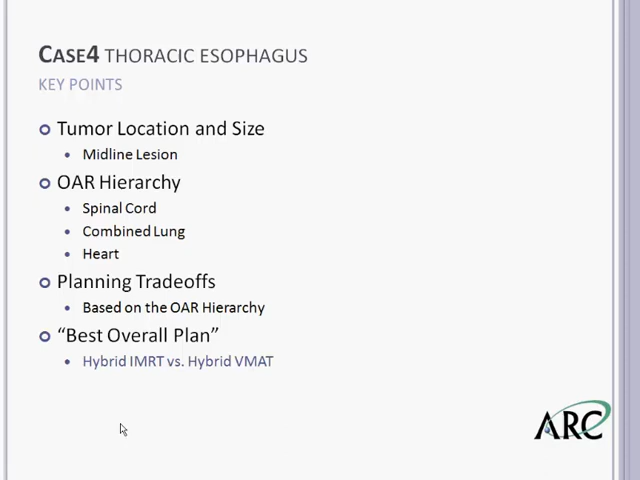 CASE4 THORACIC ESOPHAGUS
KEY POINTS
Tumor Location and Size
Midline Lesion
OAR Hierarchy
Spinal Cord
Combined Lung
Heart
Planning Tradeoffs
Based on the OAR Hierarchy
“Best Overall Plan”
Hybrid IMRT vs. Hybrid VMAT
ARC